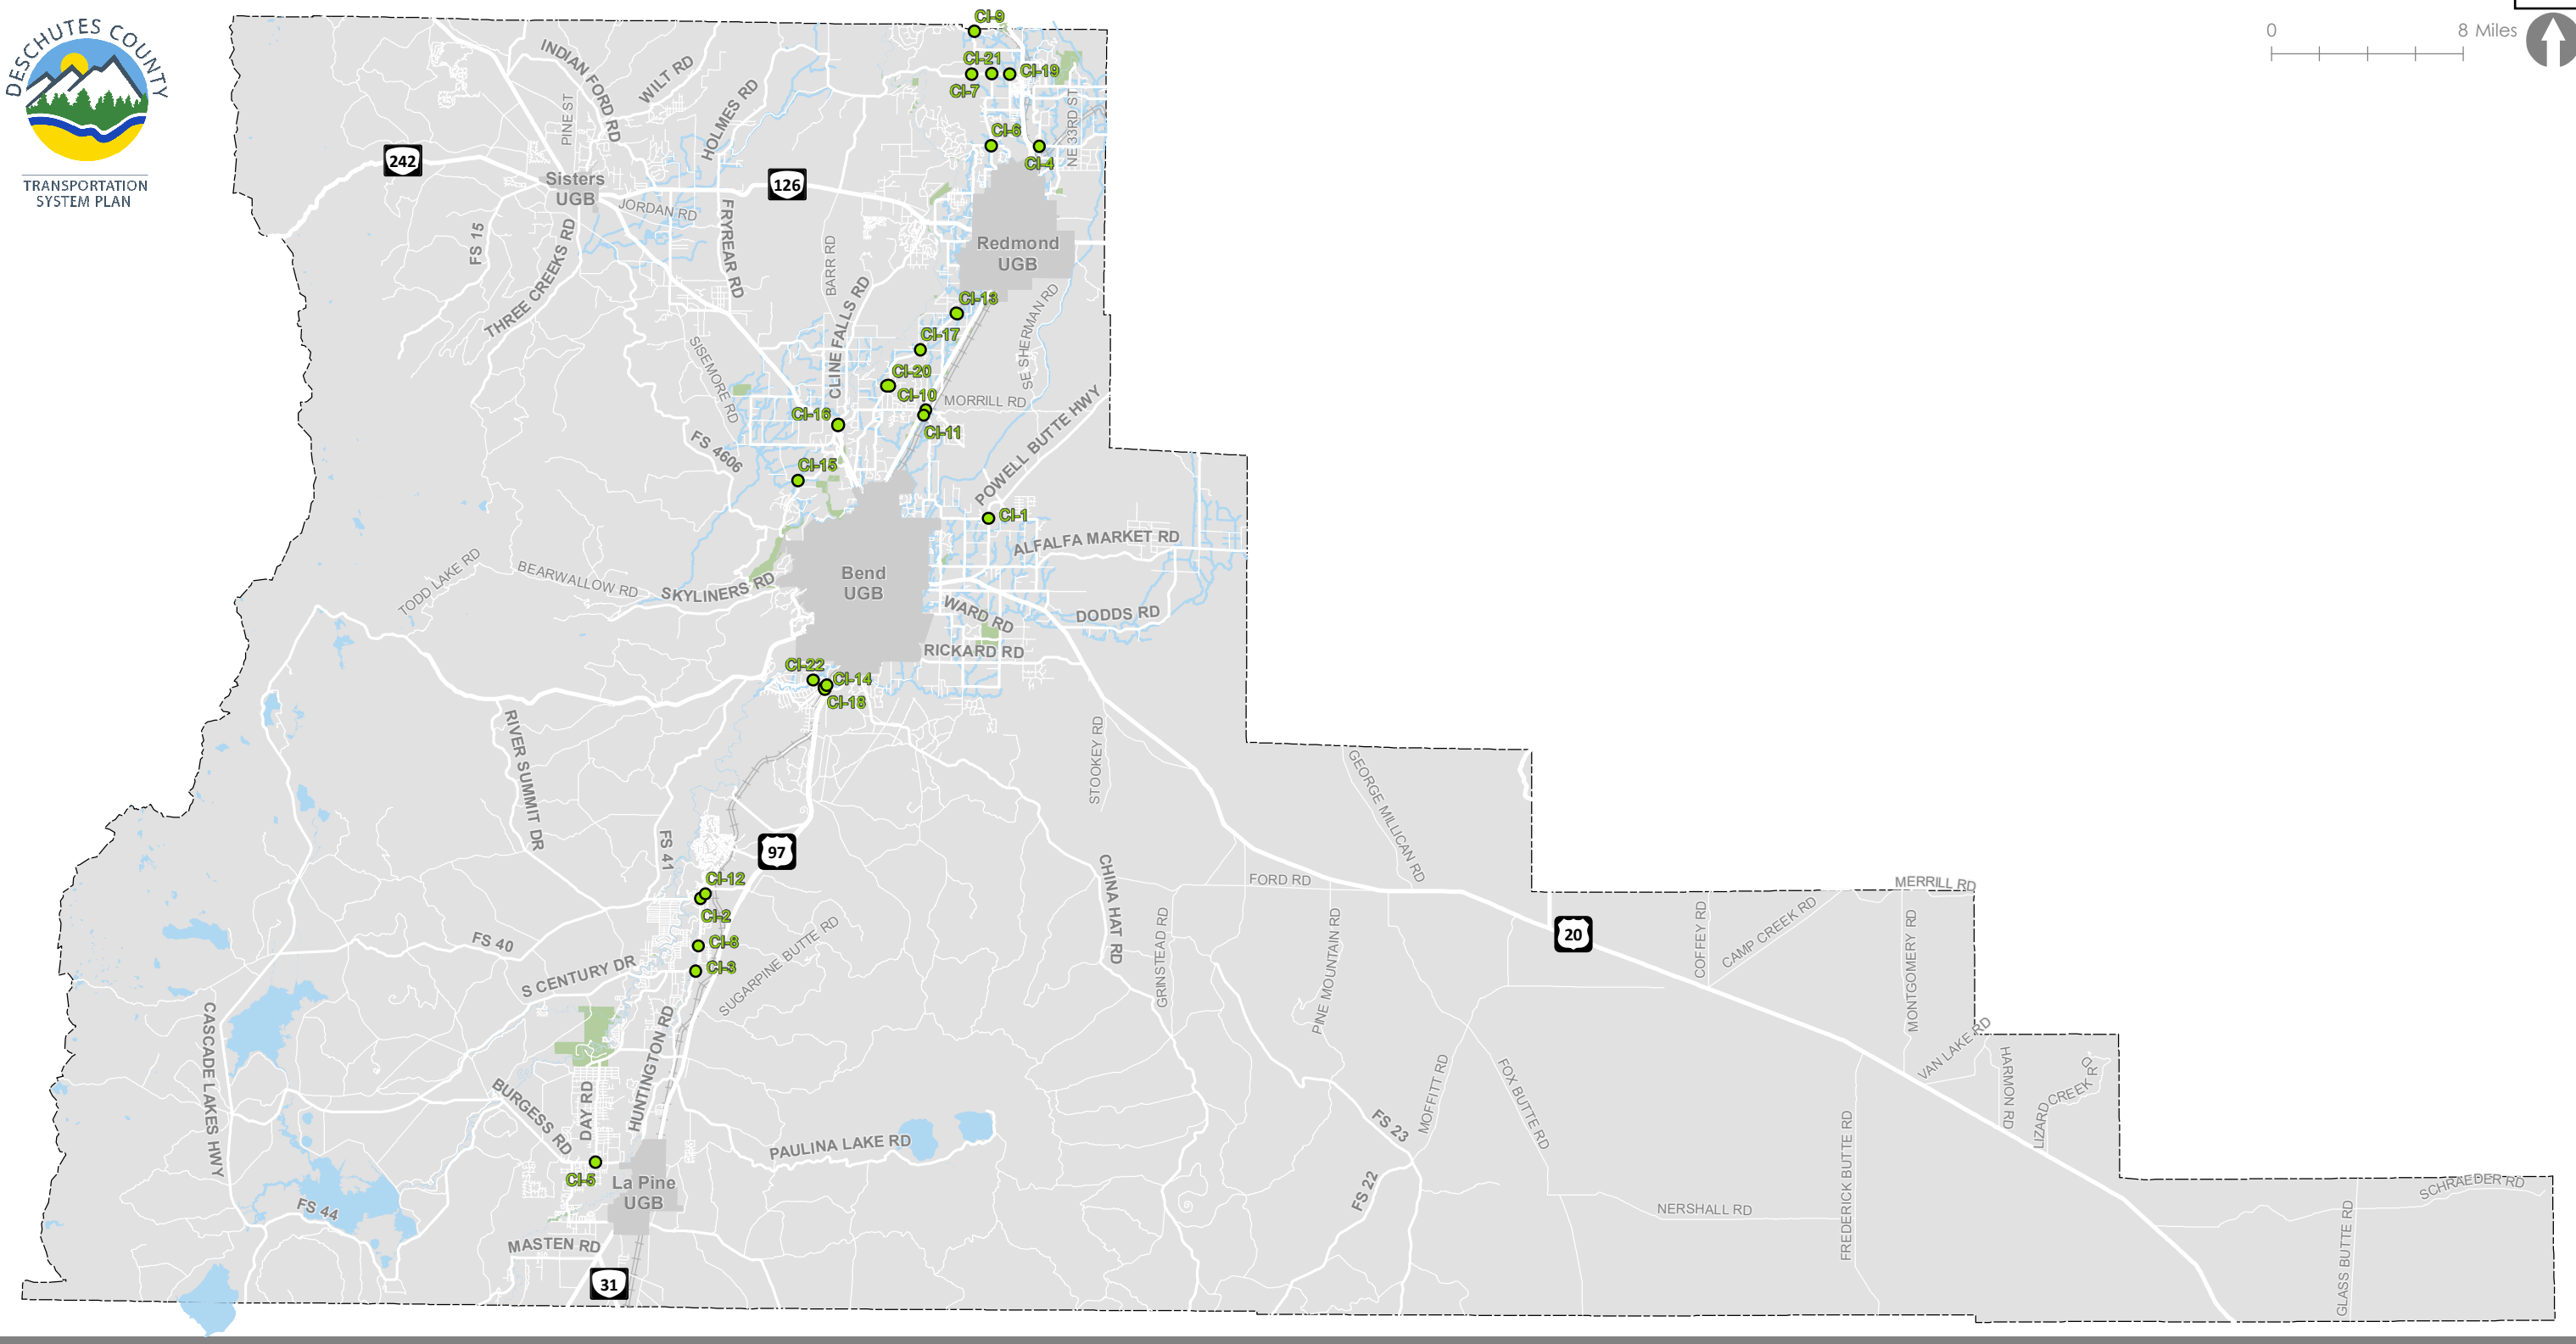 DESCHUTES COUNTY
TRANSPORTATION
SYSTEM PLAN
0
8 Miles
CI-9
CI-21
CI-19
CI-7
CI-6
CI-4
INDIAN FORD RD
WILT RD
PINE ST
HOLMES RD
NE 33RD ST
242
126
Sisters
UGB
JORDAN RD
FS 15
THREE CREEKS RD
FRYREAR RD
BARR RD
Redmond
UGB
CI-13
CLINE FALLS RD
SE SHERMAN RD
CI-17
SISEMORE RD
CI-20
CI-10
MORRILL RD
CI-16
CI-11
POWELL BUTTE HWY
FS 4606
CI-15
CI-1
ALFALFA MARKET RD
TODD LAKE RD
BEARWALLOW RD
SKYLINERS RD
Bend
UGB
WARD RD
DODDS RD
RICKARD RD
CI-22
CI-14
CI-18
RIVER SUMMIT DR
STOOKEY RD
GEORGE MILLICAN RD
FS 41
97
CI-12
CI-2
CI-8
CI-3
CHINA HAT RD
FORD RD
MERRILL RD
FS 40
S CENTURY DR
SUGARPINE BUTTE RD
GRINSTEAD RD
PINE MOUNTAIN RD
20
COFFEY RD
CAMP CREEK RD
MONTGOMERY RD
CASCADE LAKES HWY
HUNTINGTON RD
BURGESS RD
DAY RD
VAN LAKE RD
HARMON RD
LIZARD CREEK RD
MOFFITT RD
FOX BUTTE RD
FS 23
PAULINA LAKE RD
CI-5
La Pine
UGB
FS 22
FREDERICK BUTTE RD
SCHRAEDER RD
FS 44
NERSHALL RD
MASTEN RD
GLASS BUTTE RD
31